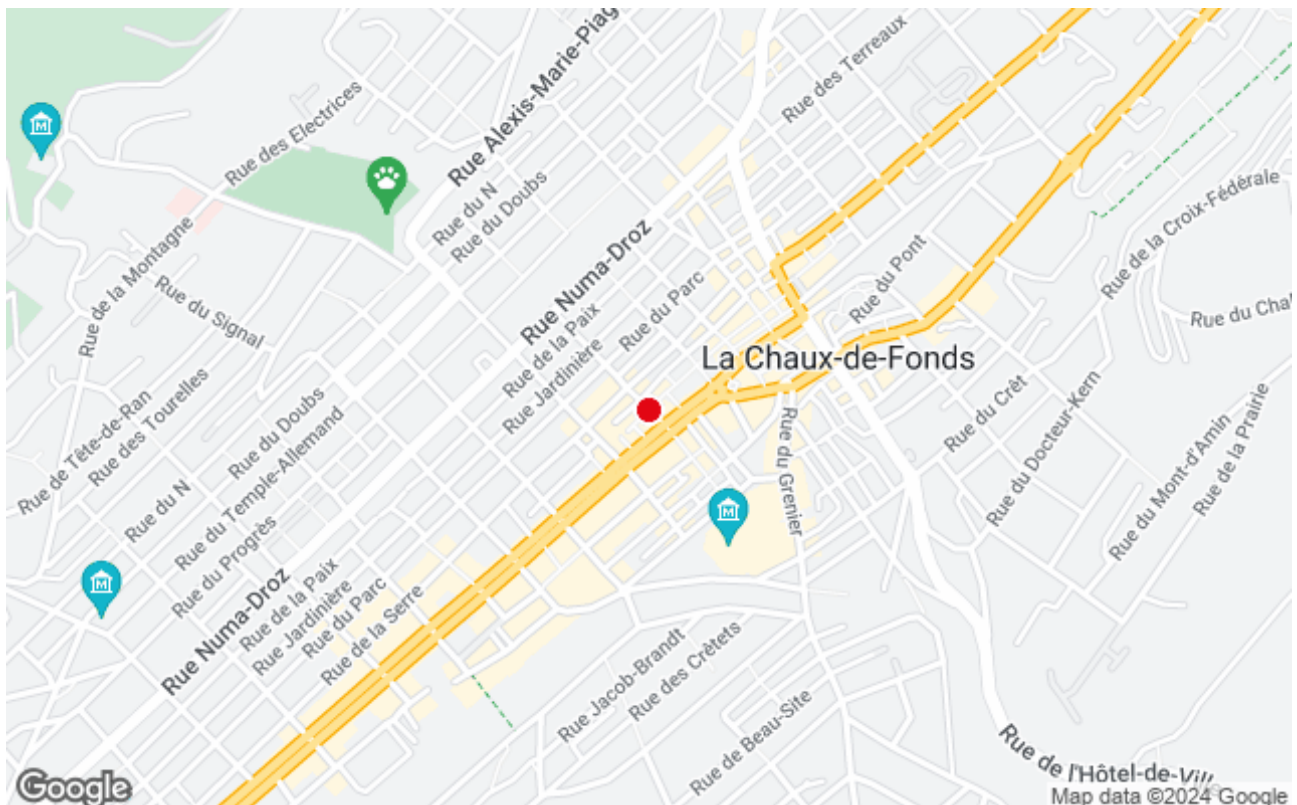 Rue des Terreaux
Rue Alexis-Marie-Piag
Rue des Electrices
Rue du N
Rue du Doubs
Rue de la Croix-Fédérale
Rue Numa-Droz
Rue du Parc
Rue du Pont
Rue de la Montagne
Rue du Signal
Rue de la Paix
Rue Jardinière
Rue du Chal
La Chaux-de-Fonds
Rue de Tête-de-Ran
Rue des Tourelles
Rue du Doubs
Rue du Temple-Allemand
Rue du Grenier
Rue du Crêt
Rue du Docteur-Kern
Rue du Mont-d'Amin
Rue de la Prairie
Rue du N
Rue du Progrès
Rue Numa-Droz
Rue de la Paix
Rue Jardinière
Rue du Parc
Rue de la Serre
Rue Jacob-Brandt
Rue des Crêtets
Rue de Beau-Site
Rue de l'Hôtel-de-Ville
Google
Map data ©2024 Google